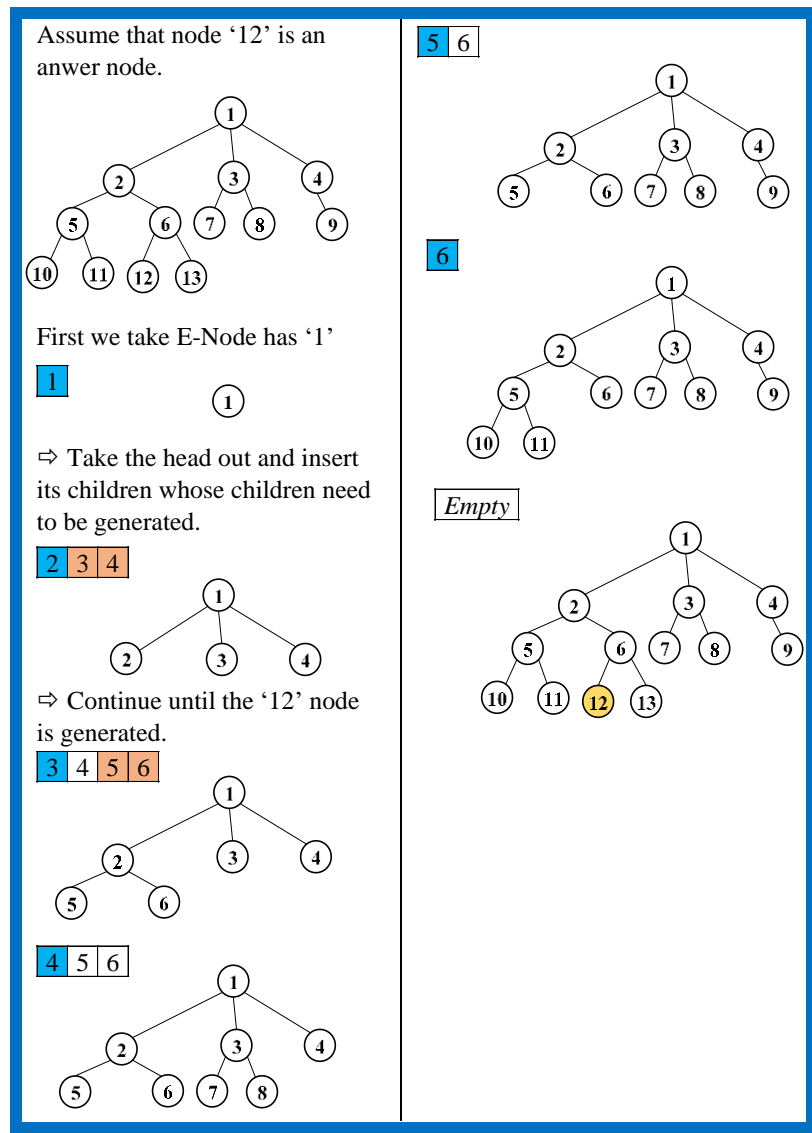 Assume that node ‘12’ is an
anwer node.
1
2 3 4
5 6 7 8 9
10 11 12 13
First we take E-Node has ‘1’
1
1
⇨ Take the head out and insert
its children whose children need
to be generated.
2 3 4
1
2 3 4
⇨ Continue until the ‘12’ node
is generated.
3 4 5 6
1
2 3 4
5 6
4 5 6
1
2 3 4
5 6 7 8
5 6
1
2 3 4
5 6 7 8 9
6
1
2 3 4
5 6 7 8 9
10 11
Empty
1
2 3 4
5 6 7 8 9
10 11 12 13